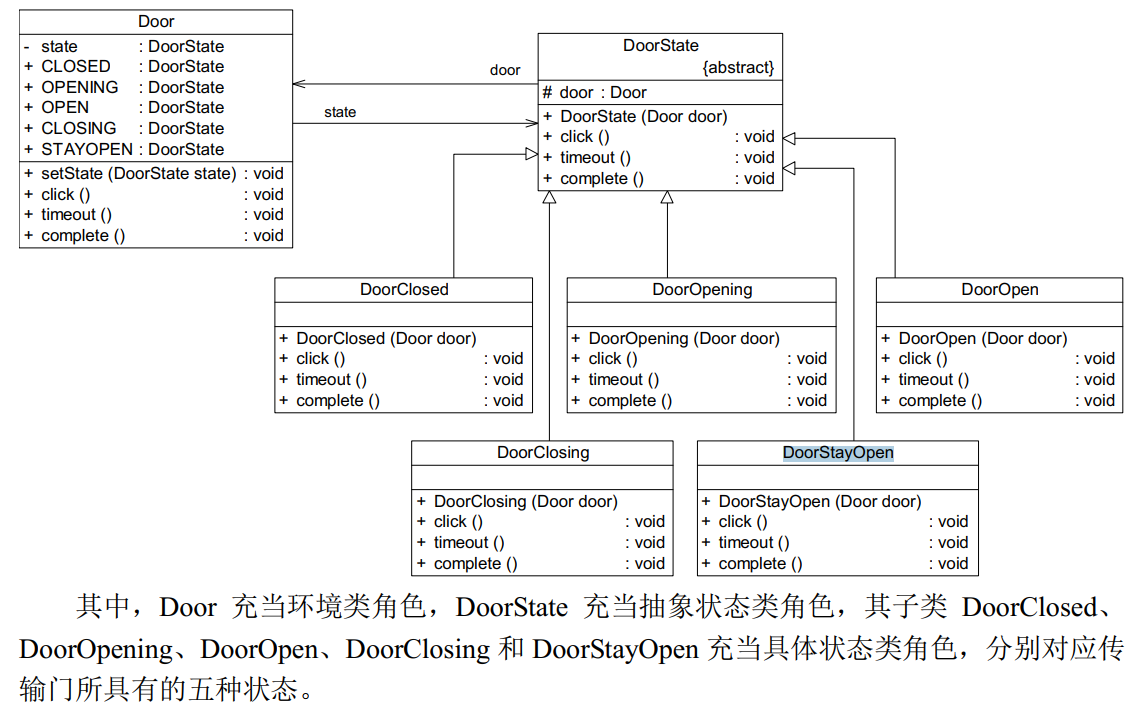 Door
- state : DoorState
+ CLOSED : DoorState
+ OPENING : DoorState
+ OPEN : DoorState
+ CLOSING : DoorState
+ STAYOPEN : DoorState
+ setState (DoorState state) : void
+ click () : void
+ timeout () : void
+ complete () : void
door
state
DoorState
{abstract}
# door : Door
+ DoorState (Door door)
+ click () : void
+ timeout () : void
+ complete () : void
DoorClosed
+ DoorClosed (Door door)
+ click () : void
+ timeout () : void
+ complete () : void
DoorOpening
+ DoorOpening (Door door)
+ click () : void
+ timeout () : void
+ complete () : void
DoorOpen
+ DoorOpen (Door door)
+ click () : void
+ timeout () : void
+ complete () : void
DoorClosing
+ DoorClosing (Door door)
+ click () : void
+ timeout () : void
+ complete () : void
DoorStayOpen
+ DoorStayOpen (Door door)
+ click () : void
+ timeout () : void
+ complete () : void
其中，Door 充当环境类角色，DoorState 充当抽象状态类角色，其子类 DoorClosed、
DoorOpening、DoorOpen、DoorClosing 和 DoorStayOpen 充当具体状态类角色，分别对应传
输门所具有的五种状态。